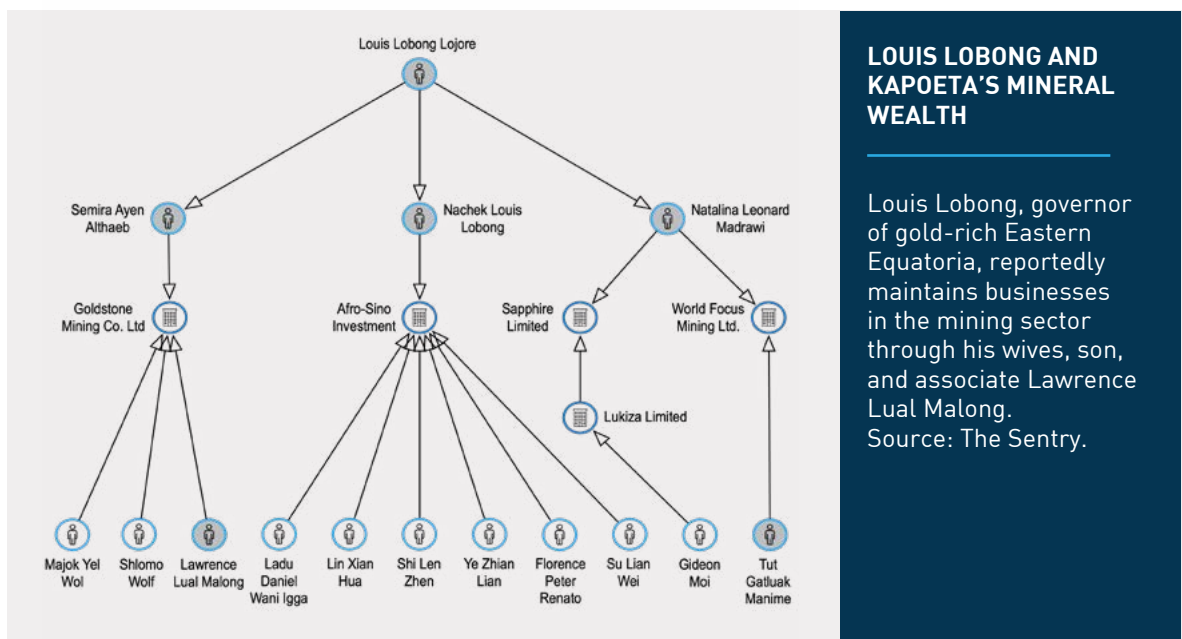 Louis Lobong Lojore
Semira Ayen
Althaeb
Nachek Louis
Lobong
Natalina Leonard
Madrawi
Goldstone
Mining Co. Ltd
Afro-Sino
Investment
Sapphire
Limited
World Focus
Mining Ltd.
Lukiza Limited
Majok Yel
Wol
Shlomo
Wolf
Lawrence
Lual Malong
Ladu
Daniel
Wani Igga
Lin Xian
Hua
Shi Len
Zhen
Ye Zhian
Lian
Florence
Peter
Renato
Su Lian
Wei
Gideon
Moi
Tut
Gatluak
Manime
LOUIS LOBONG AND
KAPOETA’S MINERAL
WEALTH
Louis Lobong, governor
of gold-rich Eastern
Equatoria, reportedly
maintains businesses
in the mining sector
through his wives, son,
and associate Lawrence
Lual Malong.
Source: The Sentry.